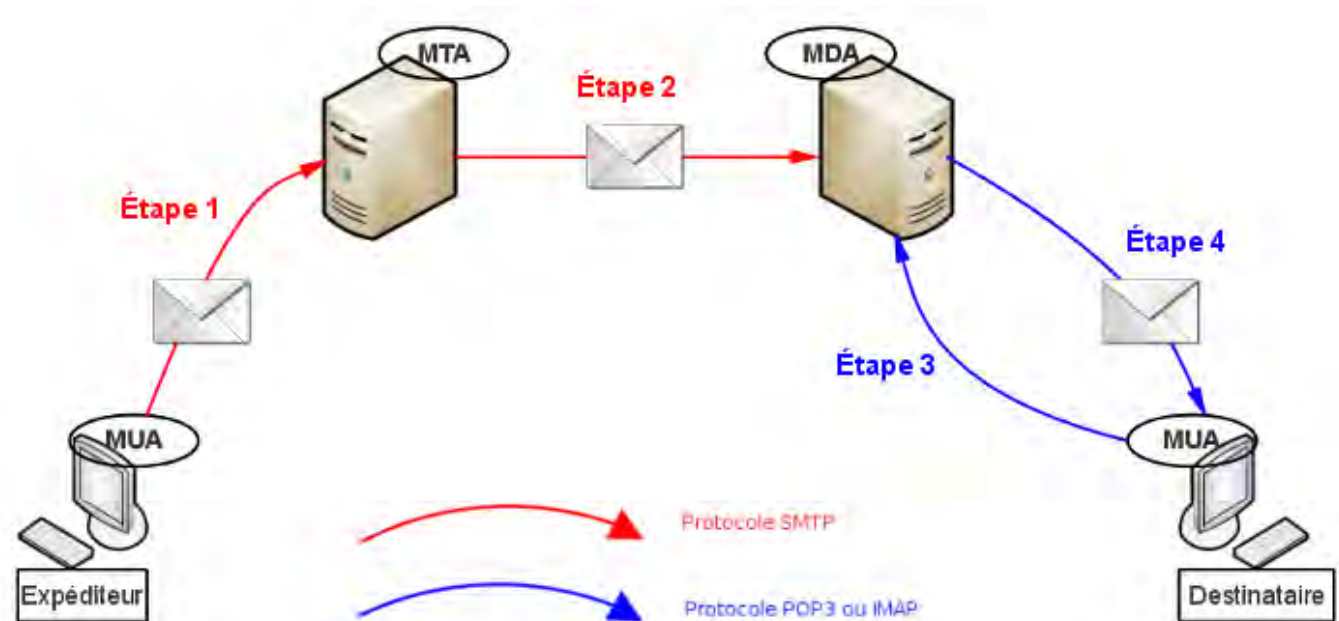 MTA
MDA
Étape 2
Étape 1
Étape 4
Étape 3
MUA
MUA
Protocole SMTP
Expéditeur
Destinataire
Protocole POP3 ou IMAP